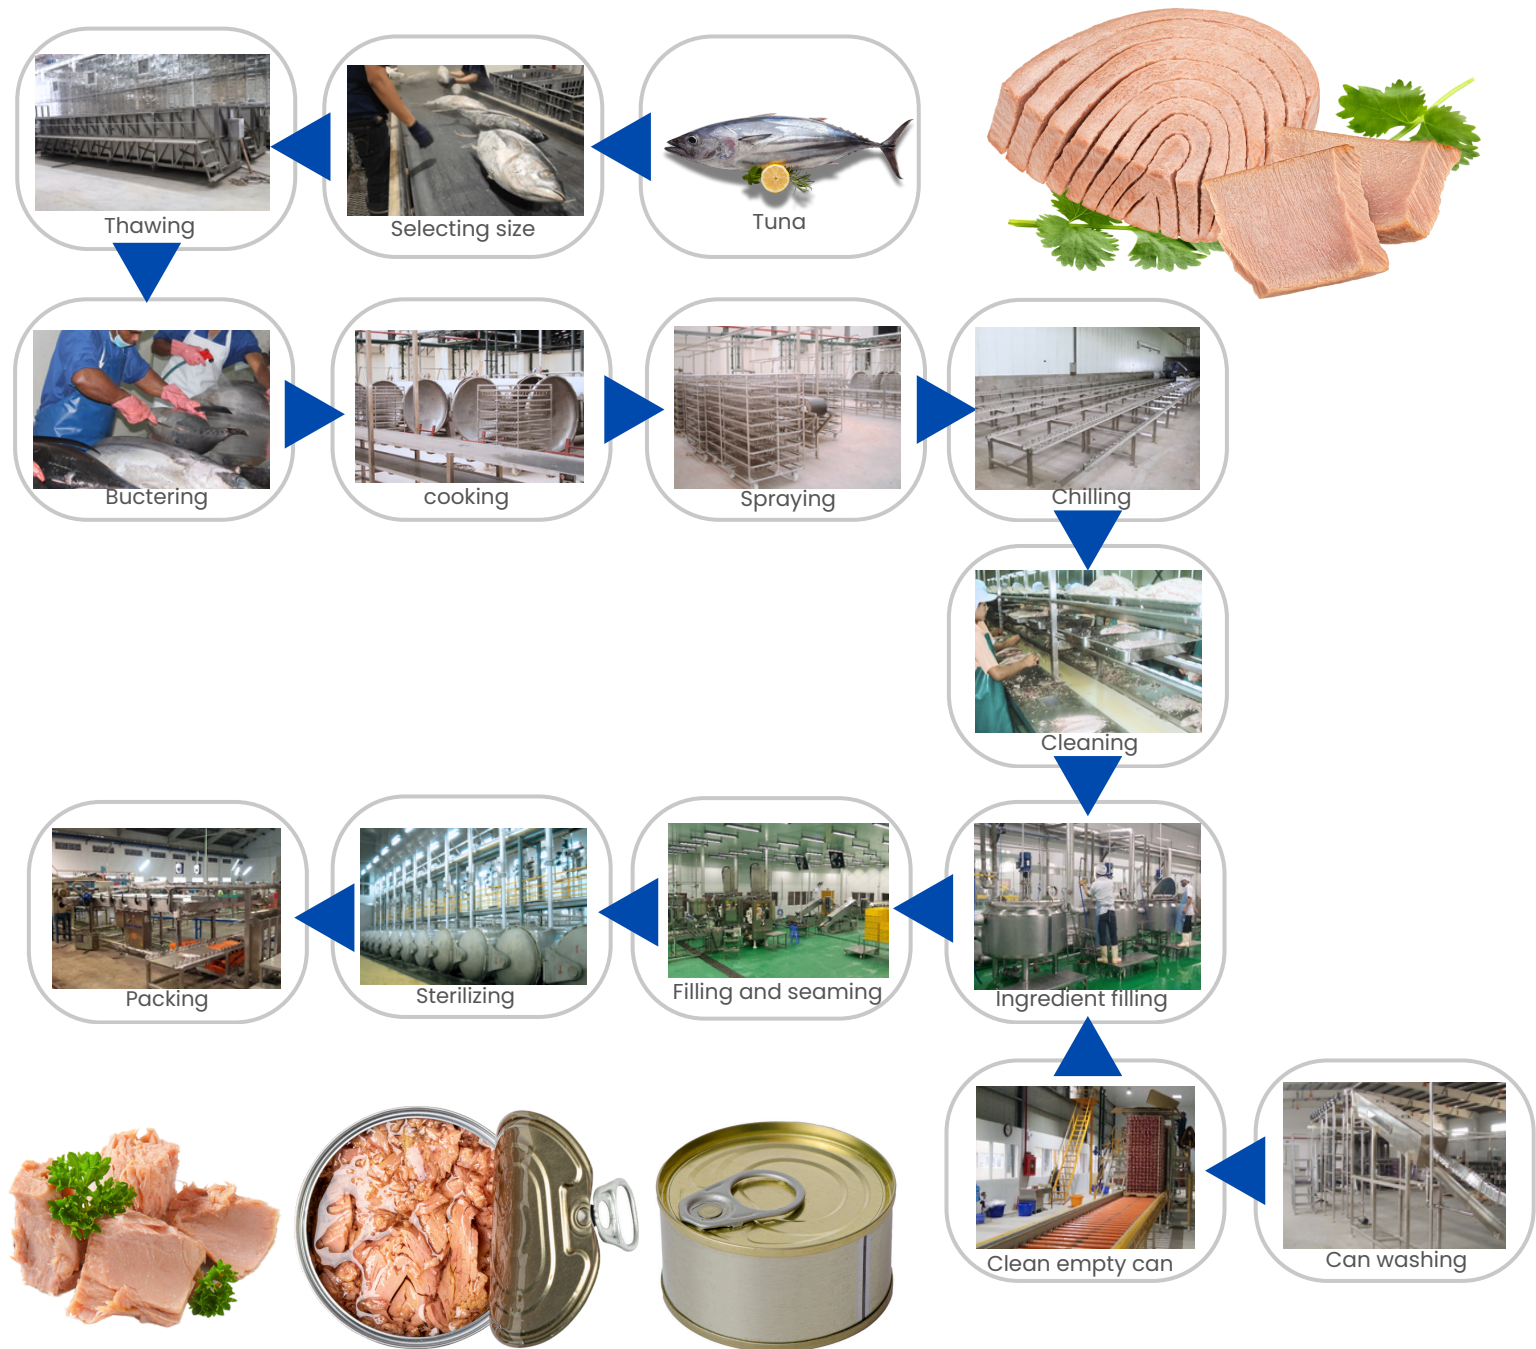 Thawing
Selecting size
Tuna
Buctering
cooking
Spraying
Chilling
Cleaning
Packing
Sterilizing
Filling and seaming
Ingredient filling
Clean empty can
Can washing